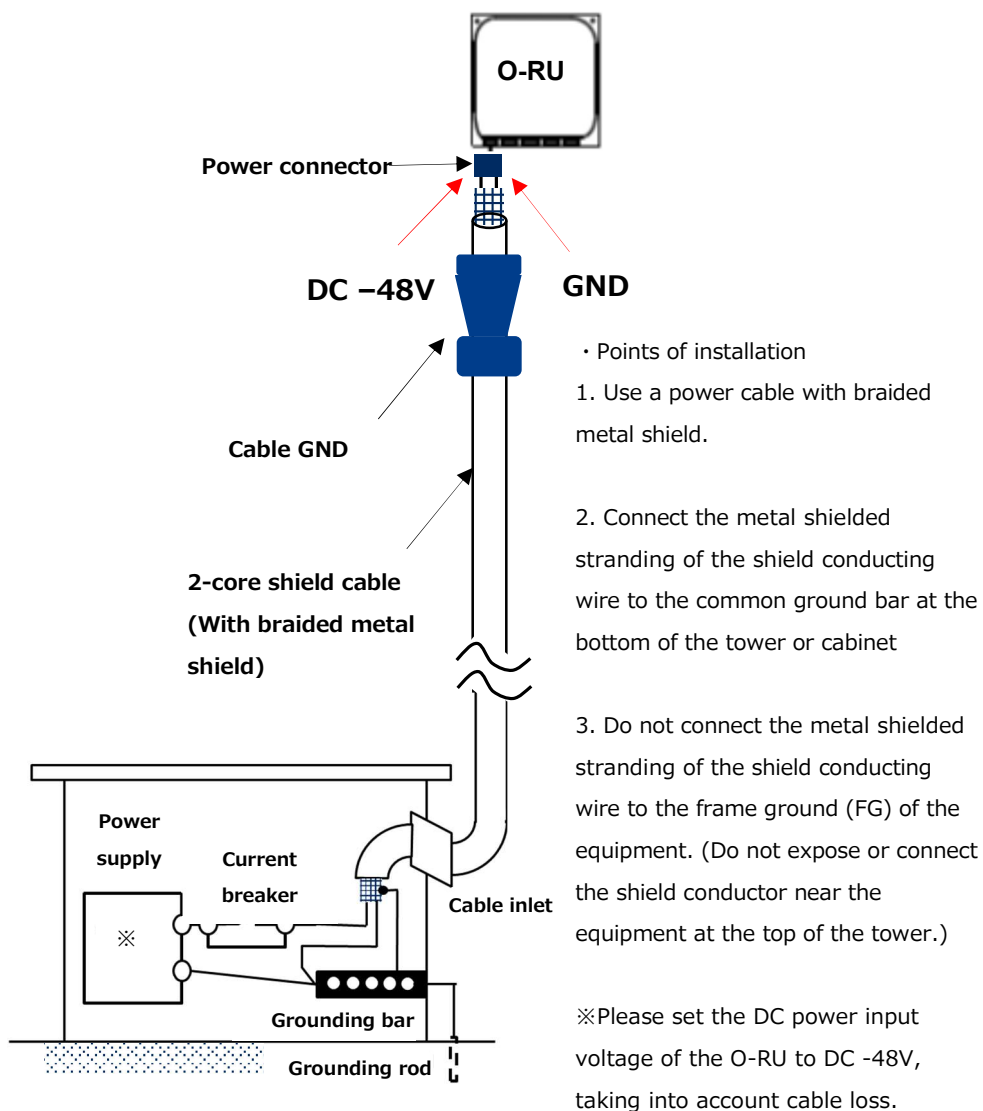 O-RU
Power connector
DC –48V
GND
Cable GND
2-core shield cable
(With braided metal
shield)
・Points of installation
1. Use a power cable with braided
metal shield.
2. Connect the metal shielded
stranding of the shield conducting
wire to the common ground bar at the
bottom of the tower or cabinet
3. Do not connect the metal shielded
stranding of the shield conducting
wire to the frame ground (FG) of the
equipment. (Do not expose or connect
the shield conductor near the
equipment at the top of the tower.)
※Please set the DC power input
voltage of the O-RU to DC -48V,
taking into account cable loss.
Power
supply
Current
breaker
Cable inlet
※
Grounding bar
Grounding rod